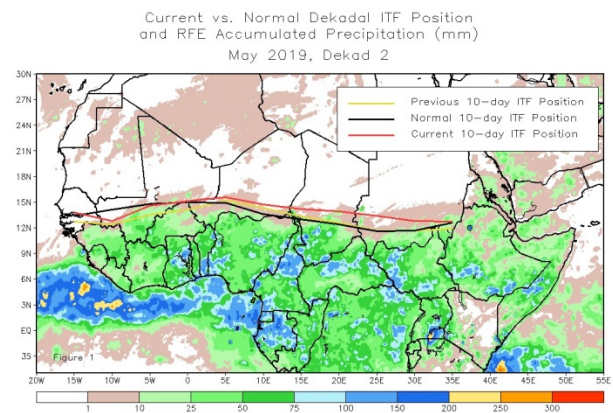 Current vs. Normal Dekadal ITF Position
and RFE Accumulated Precipitation (mm)
May 2019, Dekad 2
30N
27N
24N
21N
18N
15N
12N
9N
6N
3N
EQ
3S
Previous 10-day ITF Position
Normal 10-day ITF Position
Current 10-day ITF Position
Figure 1
20W 15W 10W 5W 0 5E 10E 15E 20E 25E 30E 35E 40E 45E 50E 55E
1 10 25 50 75 100 150 200 250 300